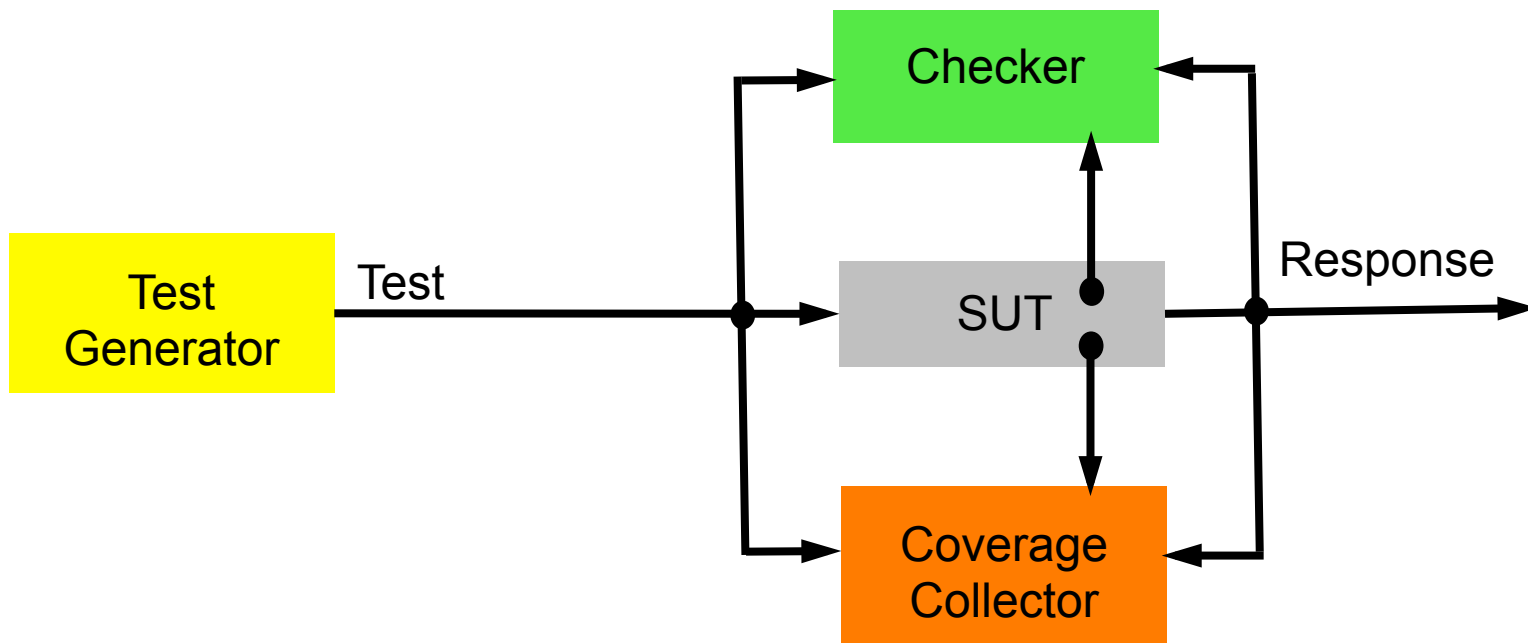 Checker
Test
Generator
Test
SUT
Response
Coverage
Collector